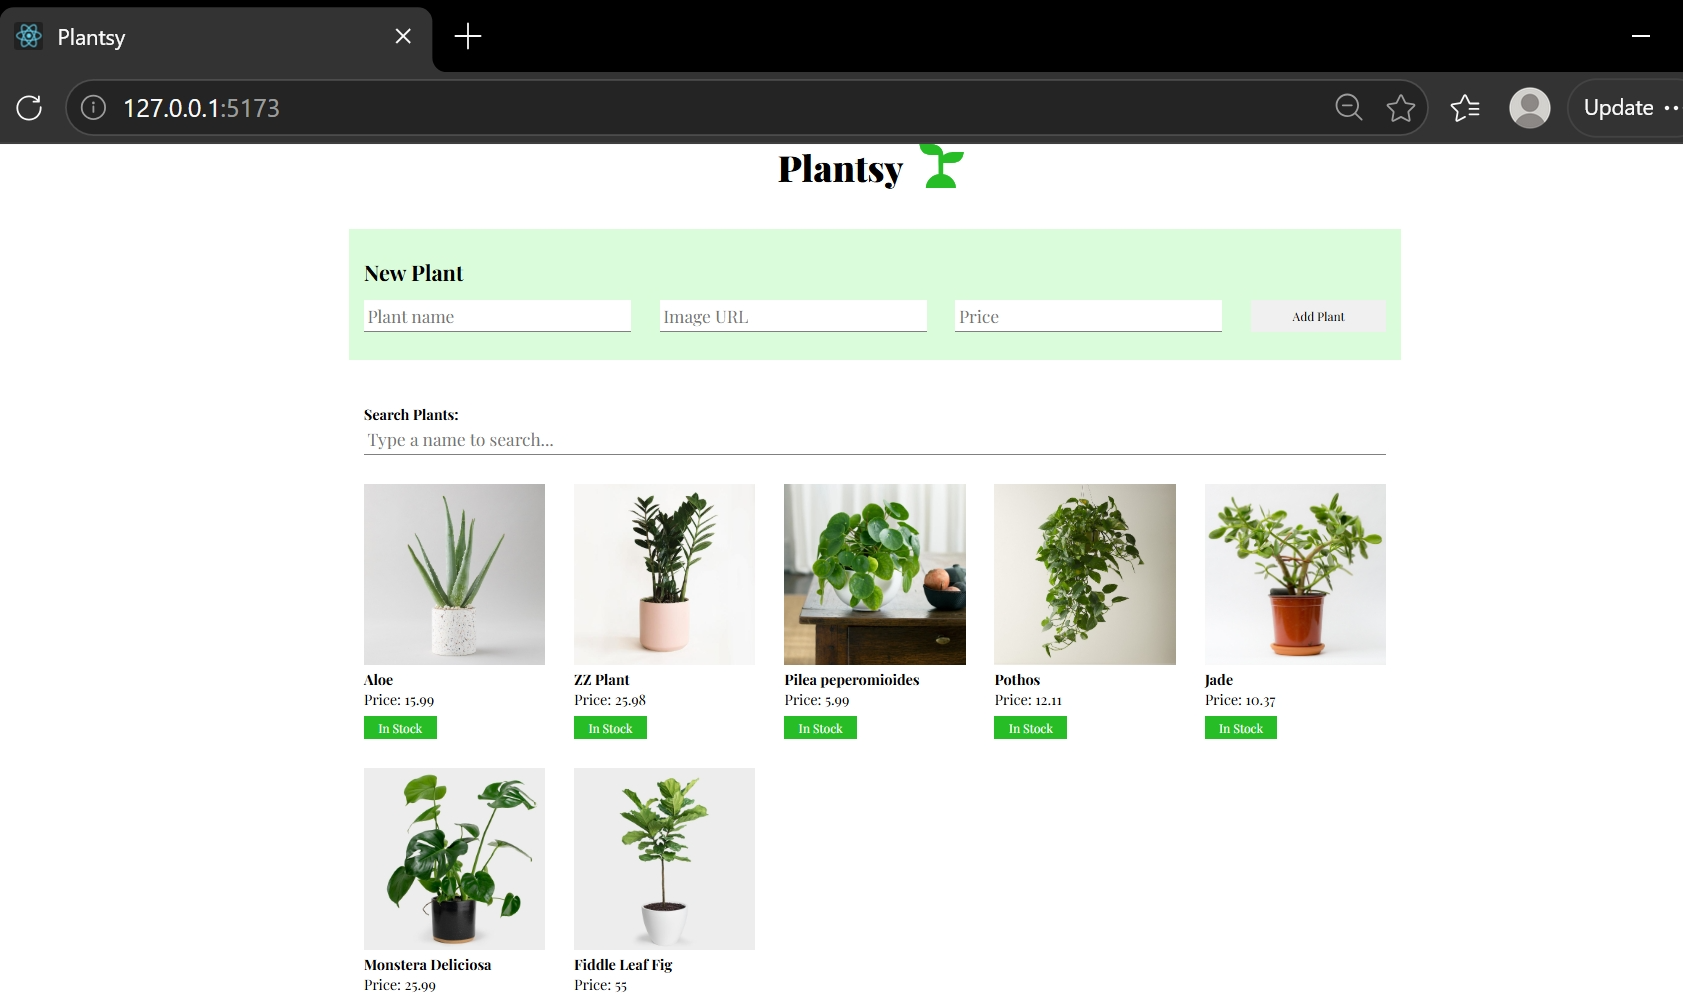 Plantsy
127.0.0.1:5173
Update
Plantsy
New Plant
Plant name
Image URL
Price
Add Plant
Search Plants:
Type a name to search...
Aloe
Price: 15.99
In Stock
ZZ Plant
Price: 25.98
In Stock
Pilea peperomioides
Price: 5.99
In Stock
Pothos
Price: 12.11
In Stock
Jade
Price: 10.37
In Stock
Monstera Deliciosa
Price: 25.99
Fiddle Leaf Fig
Price: 55